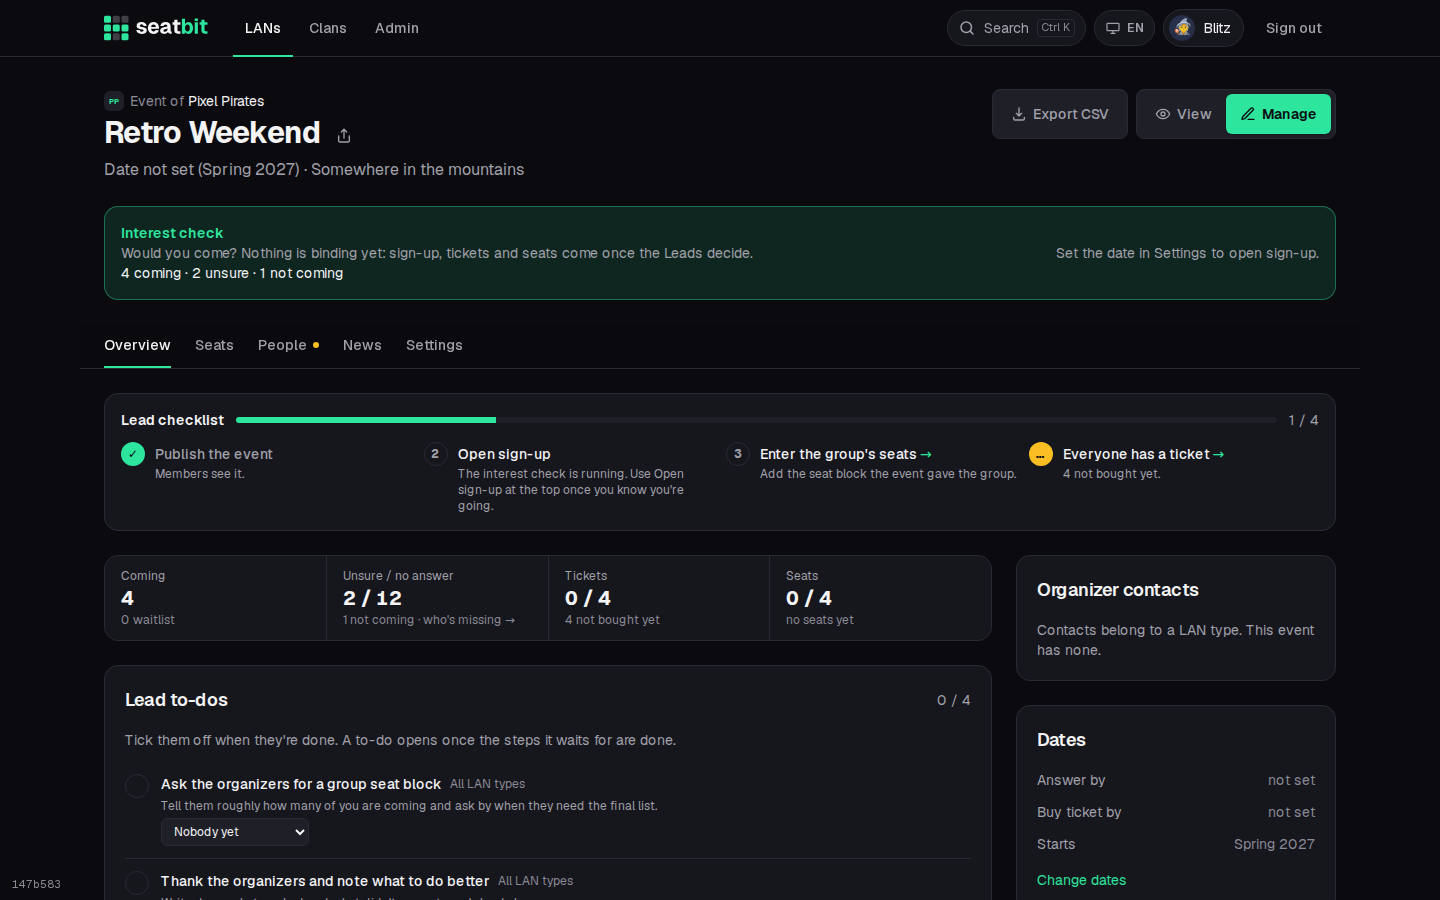 seatbit
LANs
Clans
Admin
Search
Ctrl K
EN
Blitz
Sign out
PP
Event of Pixel Pirates
Retro Weekend
Date not set (Spring 2027) · Somewhere in the mountains
Export CSV
View
Manage
Interest check
Would you come? Nothing is binding yet: sign-up, tickets and seats come once the Leads decide.
4 coming · 2 unsure · 1 not coming
Set the date in Settings to open sign-up.
Overview
Seats
People
News
Settings
Lead checklist
1 / 4
✓
Publish the event
Members see it.
2
Open sign-up
The interest check is running. Use Open
sign-up at the top once you know you're
going.
3
Enter the group's seats →
Add the seat block the event gave the group.
…
Everyone has a ticket →
4 not bought yet.
Coming
4
0 waitlist
Unsure / no answer
2 / 12
1 not coming · who's missing →
Tickets
0 / 4
4 not bought yet
Seats
0 / 4
no seats yet
Organizer contacts
Contacts belong to a LAN type. This event
has none.
Lead to-dos
0 / 4
Tick them off when they're done. A to-do opens once the steps it waits for are done.
Ask the organizers for a group seat block
All LAN types
Tell them roughly how many of you are coming and ask by when they need the final list.
Nobody yet
Thank the organizers and note what to do better
All LAN types
Dates
Answer by
not set
Buy ticket by
not set
Starts
Spring 2027
Change dates
147b583